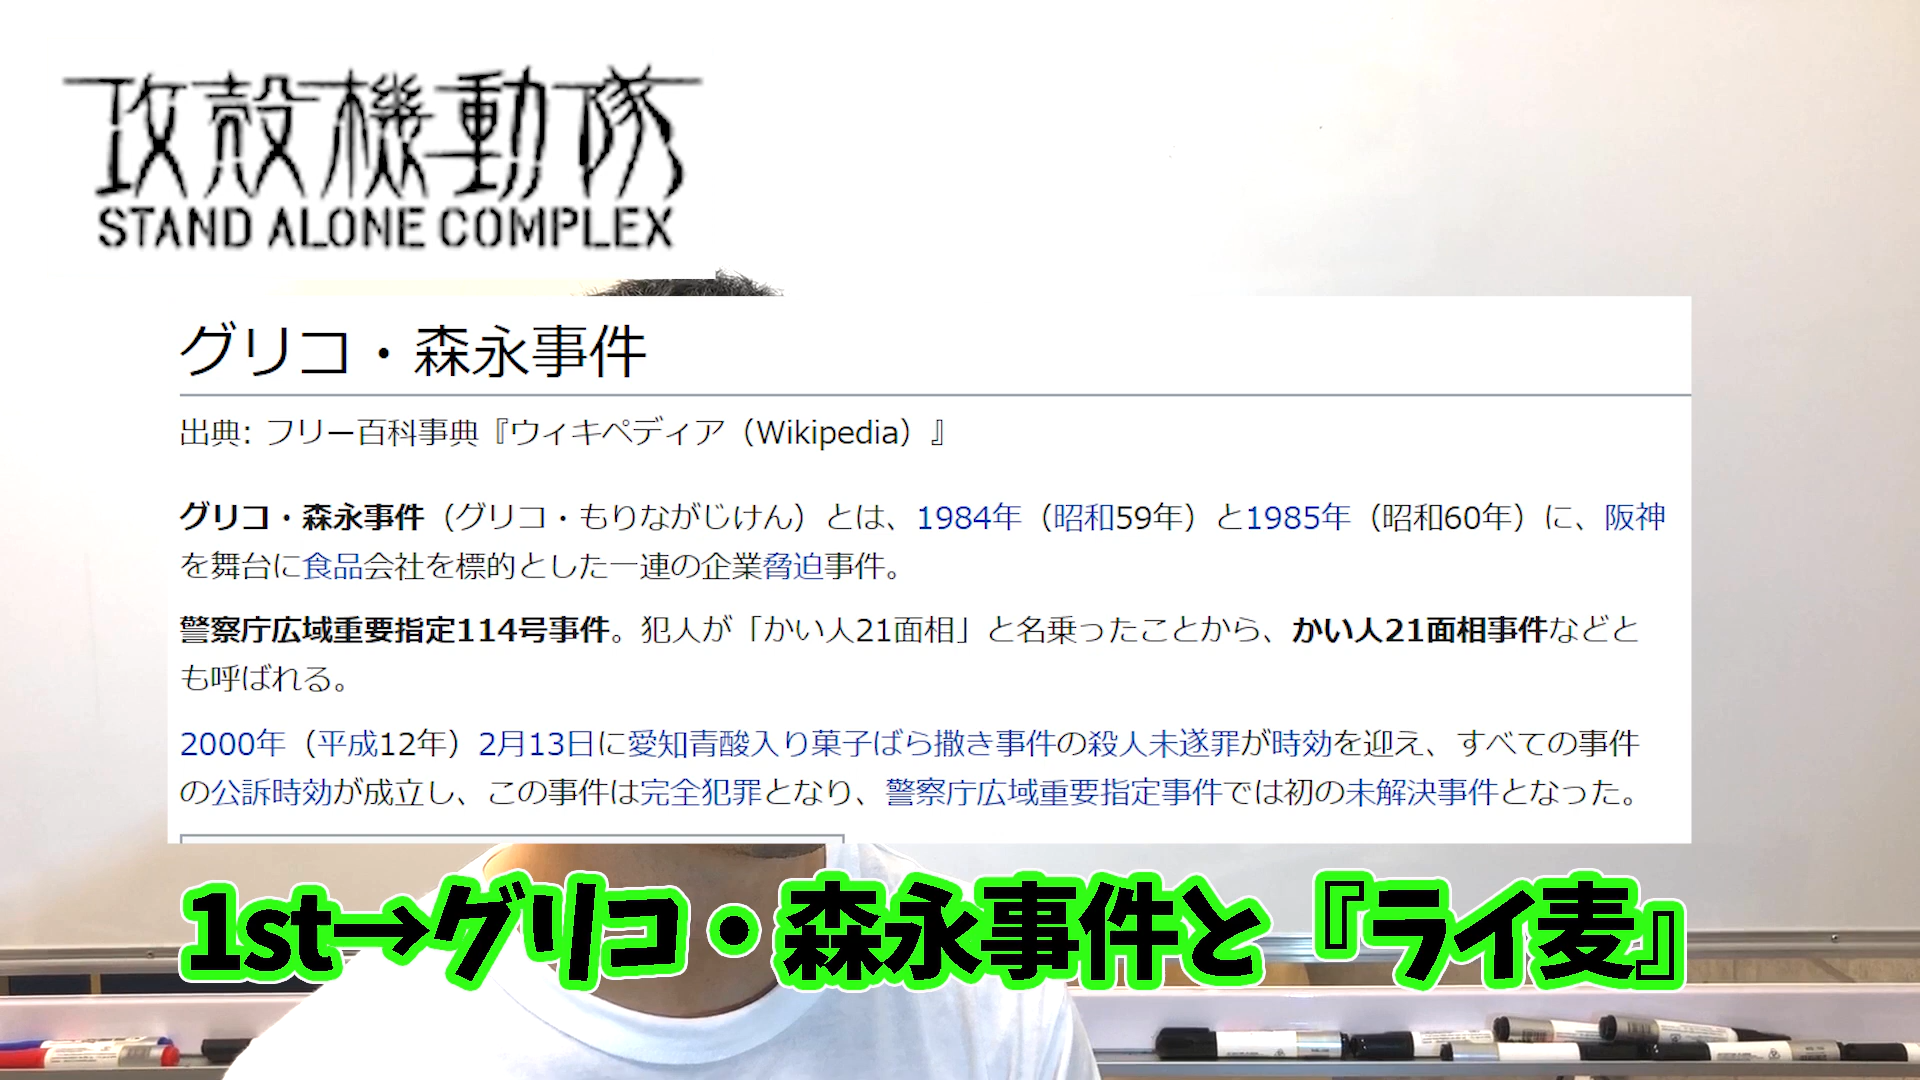 攻殻機動隊
STAND ALONE COMPLEX
グリコ・森永事件
出典: フリー百科事典『ウィキペディア（Wikipedia）』
グリコ・森永事件（グリコ・もりながじけん）とは、1984年（昭和59年）と1985年（昭和60年）に、阪神
を舞台に食品会社を標的とした一連の企業脅迫事件。
警察庁広域重要指定114号事件。犯人が「かい人21面相」と名乗ったことから、かい人21面相事件などと
も呼ばれる。
2000年（平成12年）2月13日に愛知青酸入り菓子ばら撒き事件の殺人未遂罪が時効を迎え、すべての事件
の公訴時効が成立し、この事件は完全犯罪となり、警察庁広域重要指定事件では初の未解決事件となった。
1st→グリコ・森永事件と『ライ麦』